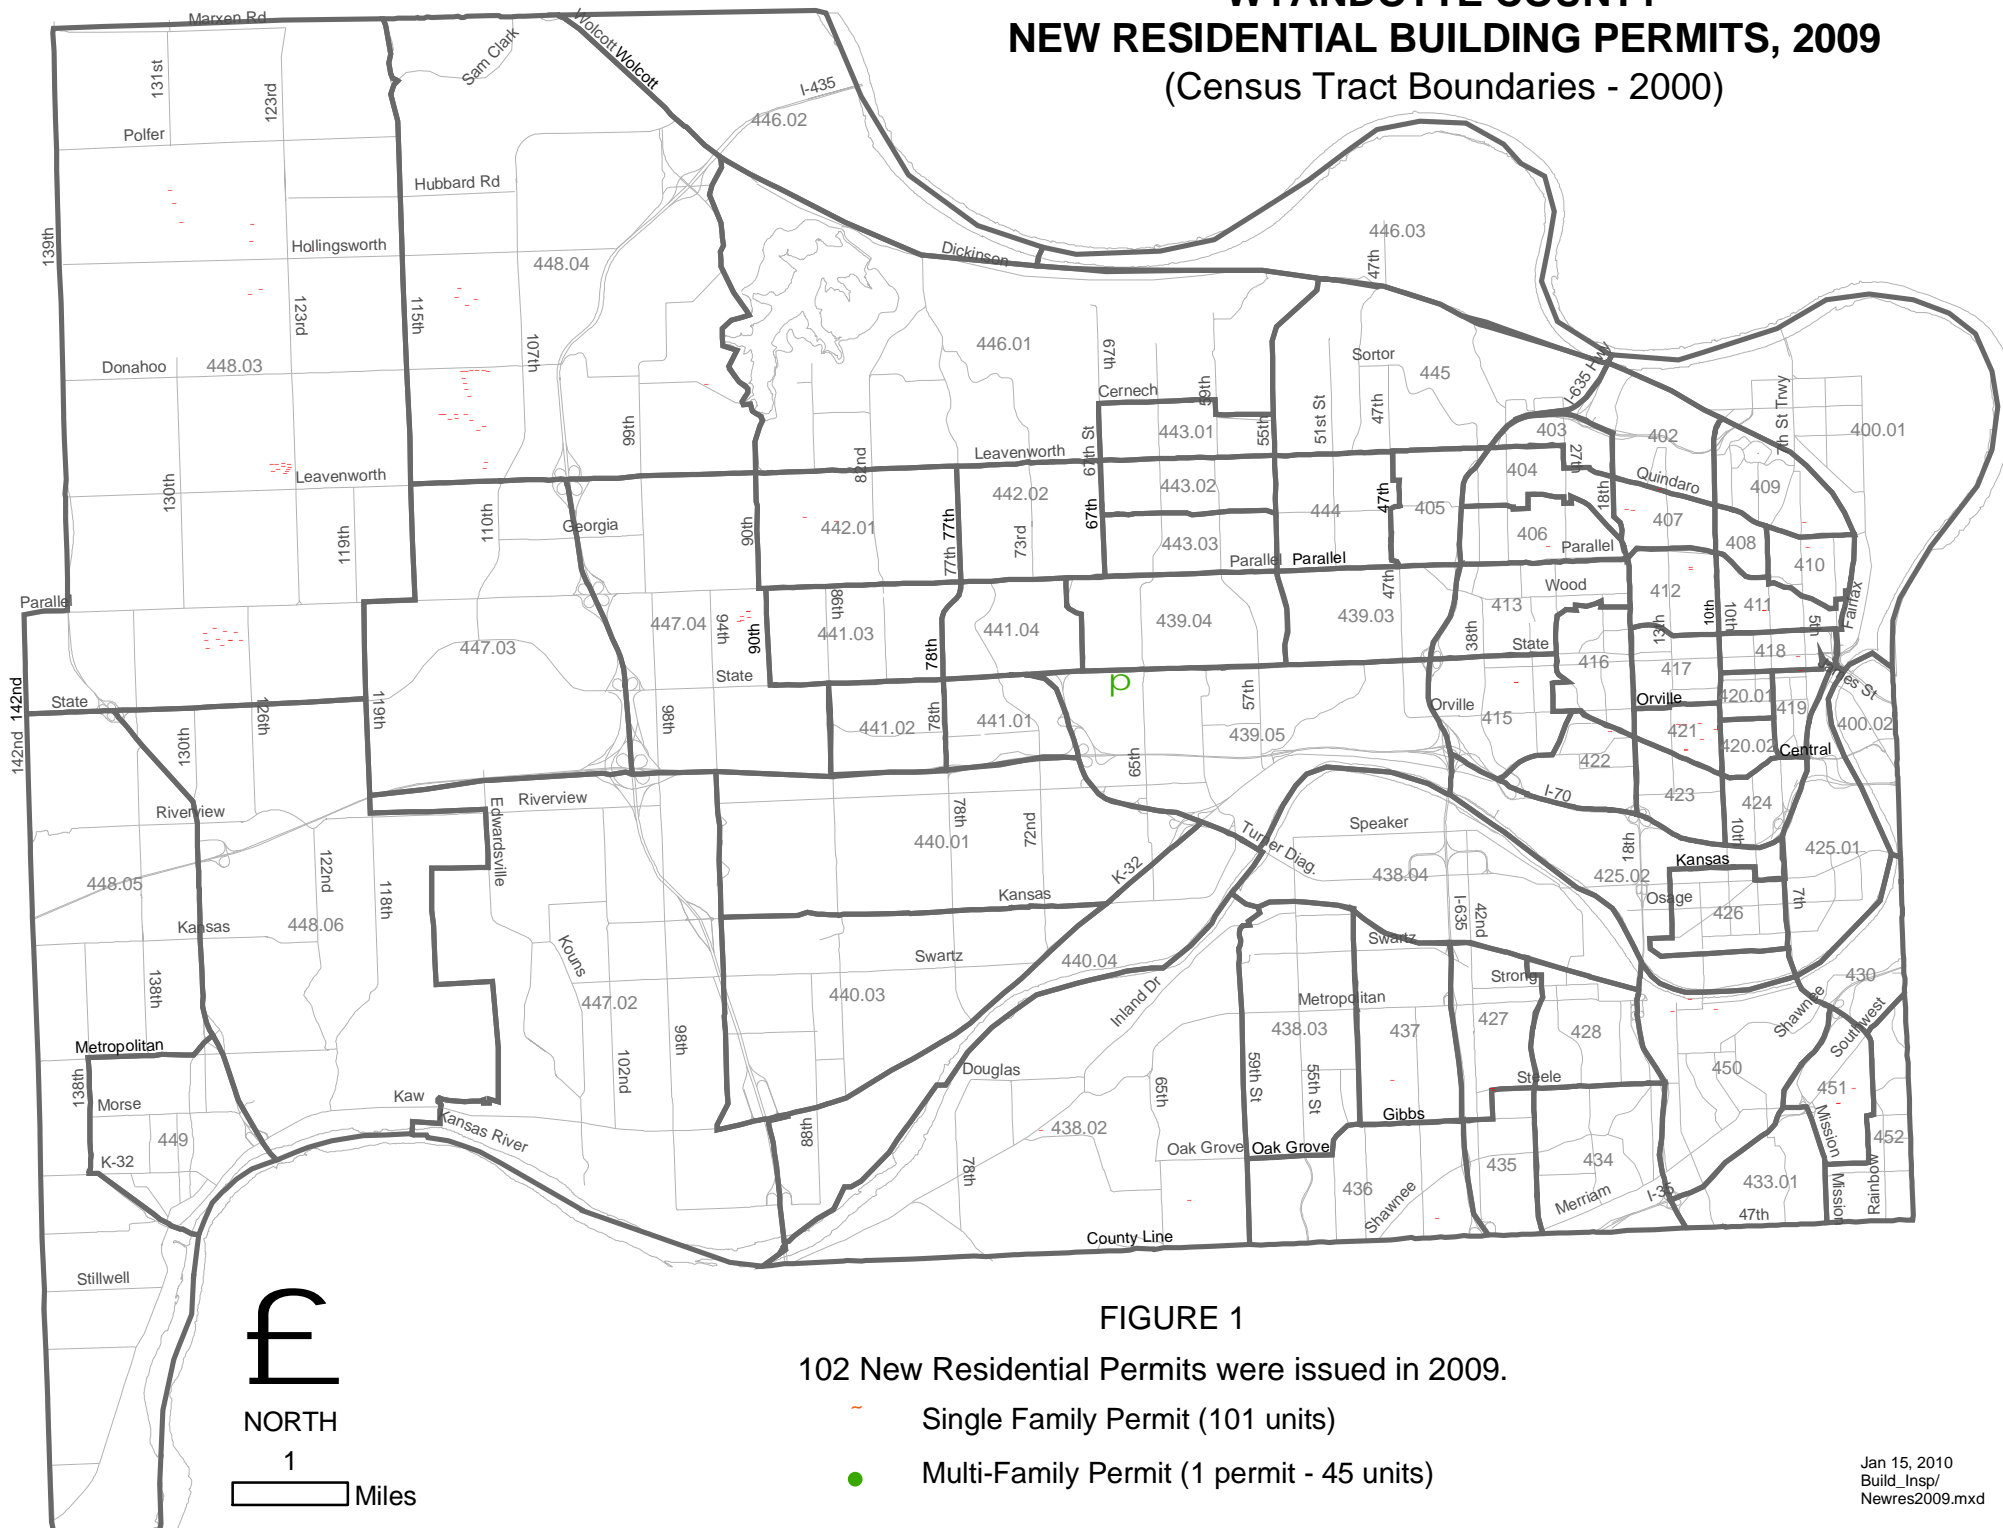 WYANDOTTE COUNTY
NEW RESIDENTIAL BUILDING PERMITS, 2009
(Census Tract Boundaries - 2000)
Marxen Rd
Sam Clark
Wolcott
Wolcott
I-435
131st
123rd
446.02
Polfer
Hubbard Rd
139th
Hollingsworth
448.04
Dickinson
446.03
47th
123rd
115th
107th
446.01
67th
Sortor
445
I-635 Hwy
Donahoo
448.03
Cernech
59th
47th
7th St Trwy
99th
443.01
55th
51st St
403
402
400.01
82nd
Leavenworth
67th St
27th
Leavenworth
130th
442.02
443.02
404
18th
Quindaro
409
110th
Georgia
90th
442.01
77th
77th
73rd
67th
444
47th
405
406
407
408
119th
443.03
Parallel
Parallel
Parallel
410
Parallel
86th
47th
Wood
412
Fairfax
447.04
94th
90th
441.03
441.04
439.04
439.03
413
10th
10th
411
5th
447.03
78th
38th
State
13th
418
State
416
417
James St
142nd
142nd
State
126th
119th
98th
57th
Orville
Orville
420.01
419
130th
441.02
78th
441.01
439.05
415
421
400.02
65th
422
420.02
Central
Riverview
Edwardsville
Riverview
78th
72nd
I-70
423
424
Speaker
10th
440.01
Turner Diag.
18th
425.01
448.05
122nd
118th
K-32
438.04
Kansas
425.02
Osage
7th
Kansas
448.06
Kansas
I-635
42nd
426
Kouns
Swartz
Swartz
440.04
138th
447.02
440.03
Inland Dr
Strong
430
Metropolitan
Shawnee
Southwest
Metropolitan
98th
438.03
437
427
428
138th
102nd
Douglas
65th
59th St
55th St
Steele
450
451
Morse
Kaw
Kansas River
88th
438.02
Gibbs
Mission
449
Oak Grove
Oak Grove
452
K-32
78th
436
Shawnee
435
434
Merriam
I-35
433.01
Mission
Rainbow
47th
County Line
Stillwell
£
NORTH
1
Miles
FIGURE 1
102 New Residential Permits were issued in 2009.
~ Single Family Permit (101 units)
Multi-Family Permit (1 permit - 45 units)
p
Jan 15, 2010
Build_Insp/
Newres2009.mxd